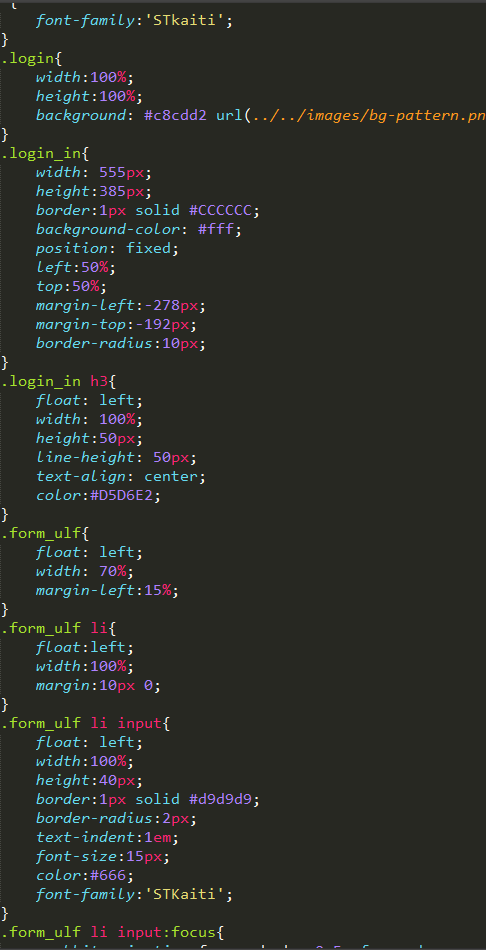 {
font-family:'STkaiti';
}
.login{
width:100%;
height:100%;
background: #c8cdd2 url(../../images/bg-pattern.pn
}
.login_in{
width: 555px;
height:385px;
border:1px solid #CCCCCC;
background-color: #fff;
position: fixed;
left:50%;
top:50%;
margin-left:-278px;
margin-top:-192px;
border-radius:10px;
}
.login_in h3{
float: left;
width: 100%;
height:50px;
line-height: 50px;
text-align: center;
color:#D5D6E2;
}
.form_ulf{
float: left;
width: 70%;
margin-left:15%;
}
.form_ulf li{
float:left;
width:100%;
margin:10px 0;
}
.form_ulf li input{
float: left;
width:100%;
height:40px;
border:1px solid #d9d9d9;
border-radius:2px;
text-indent:1em;
font-size:15px;
color:#666;
font-family:'STKaiti';
}
.form_ulf li input:focus{